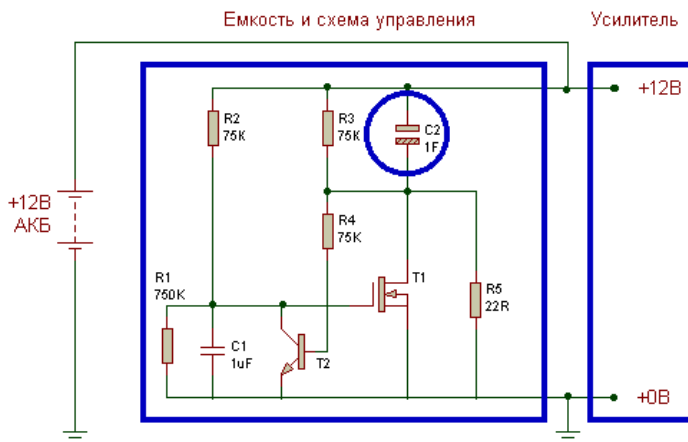 Емкость и схема управления
Усилитель
+12В
R2
75K
R3
75K
C2
1F
+12В
АКБ
R4
75K
R1
750K
T1
R5
22R
C1
1uF
T2
+0В